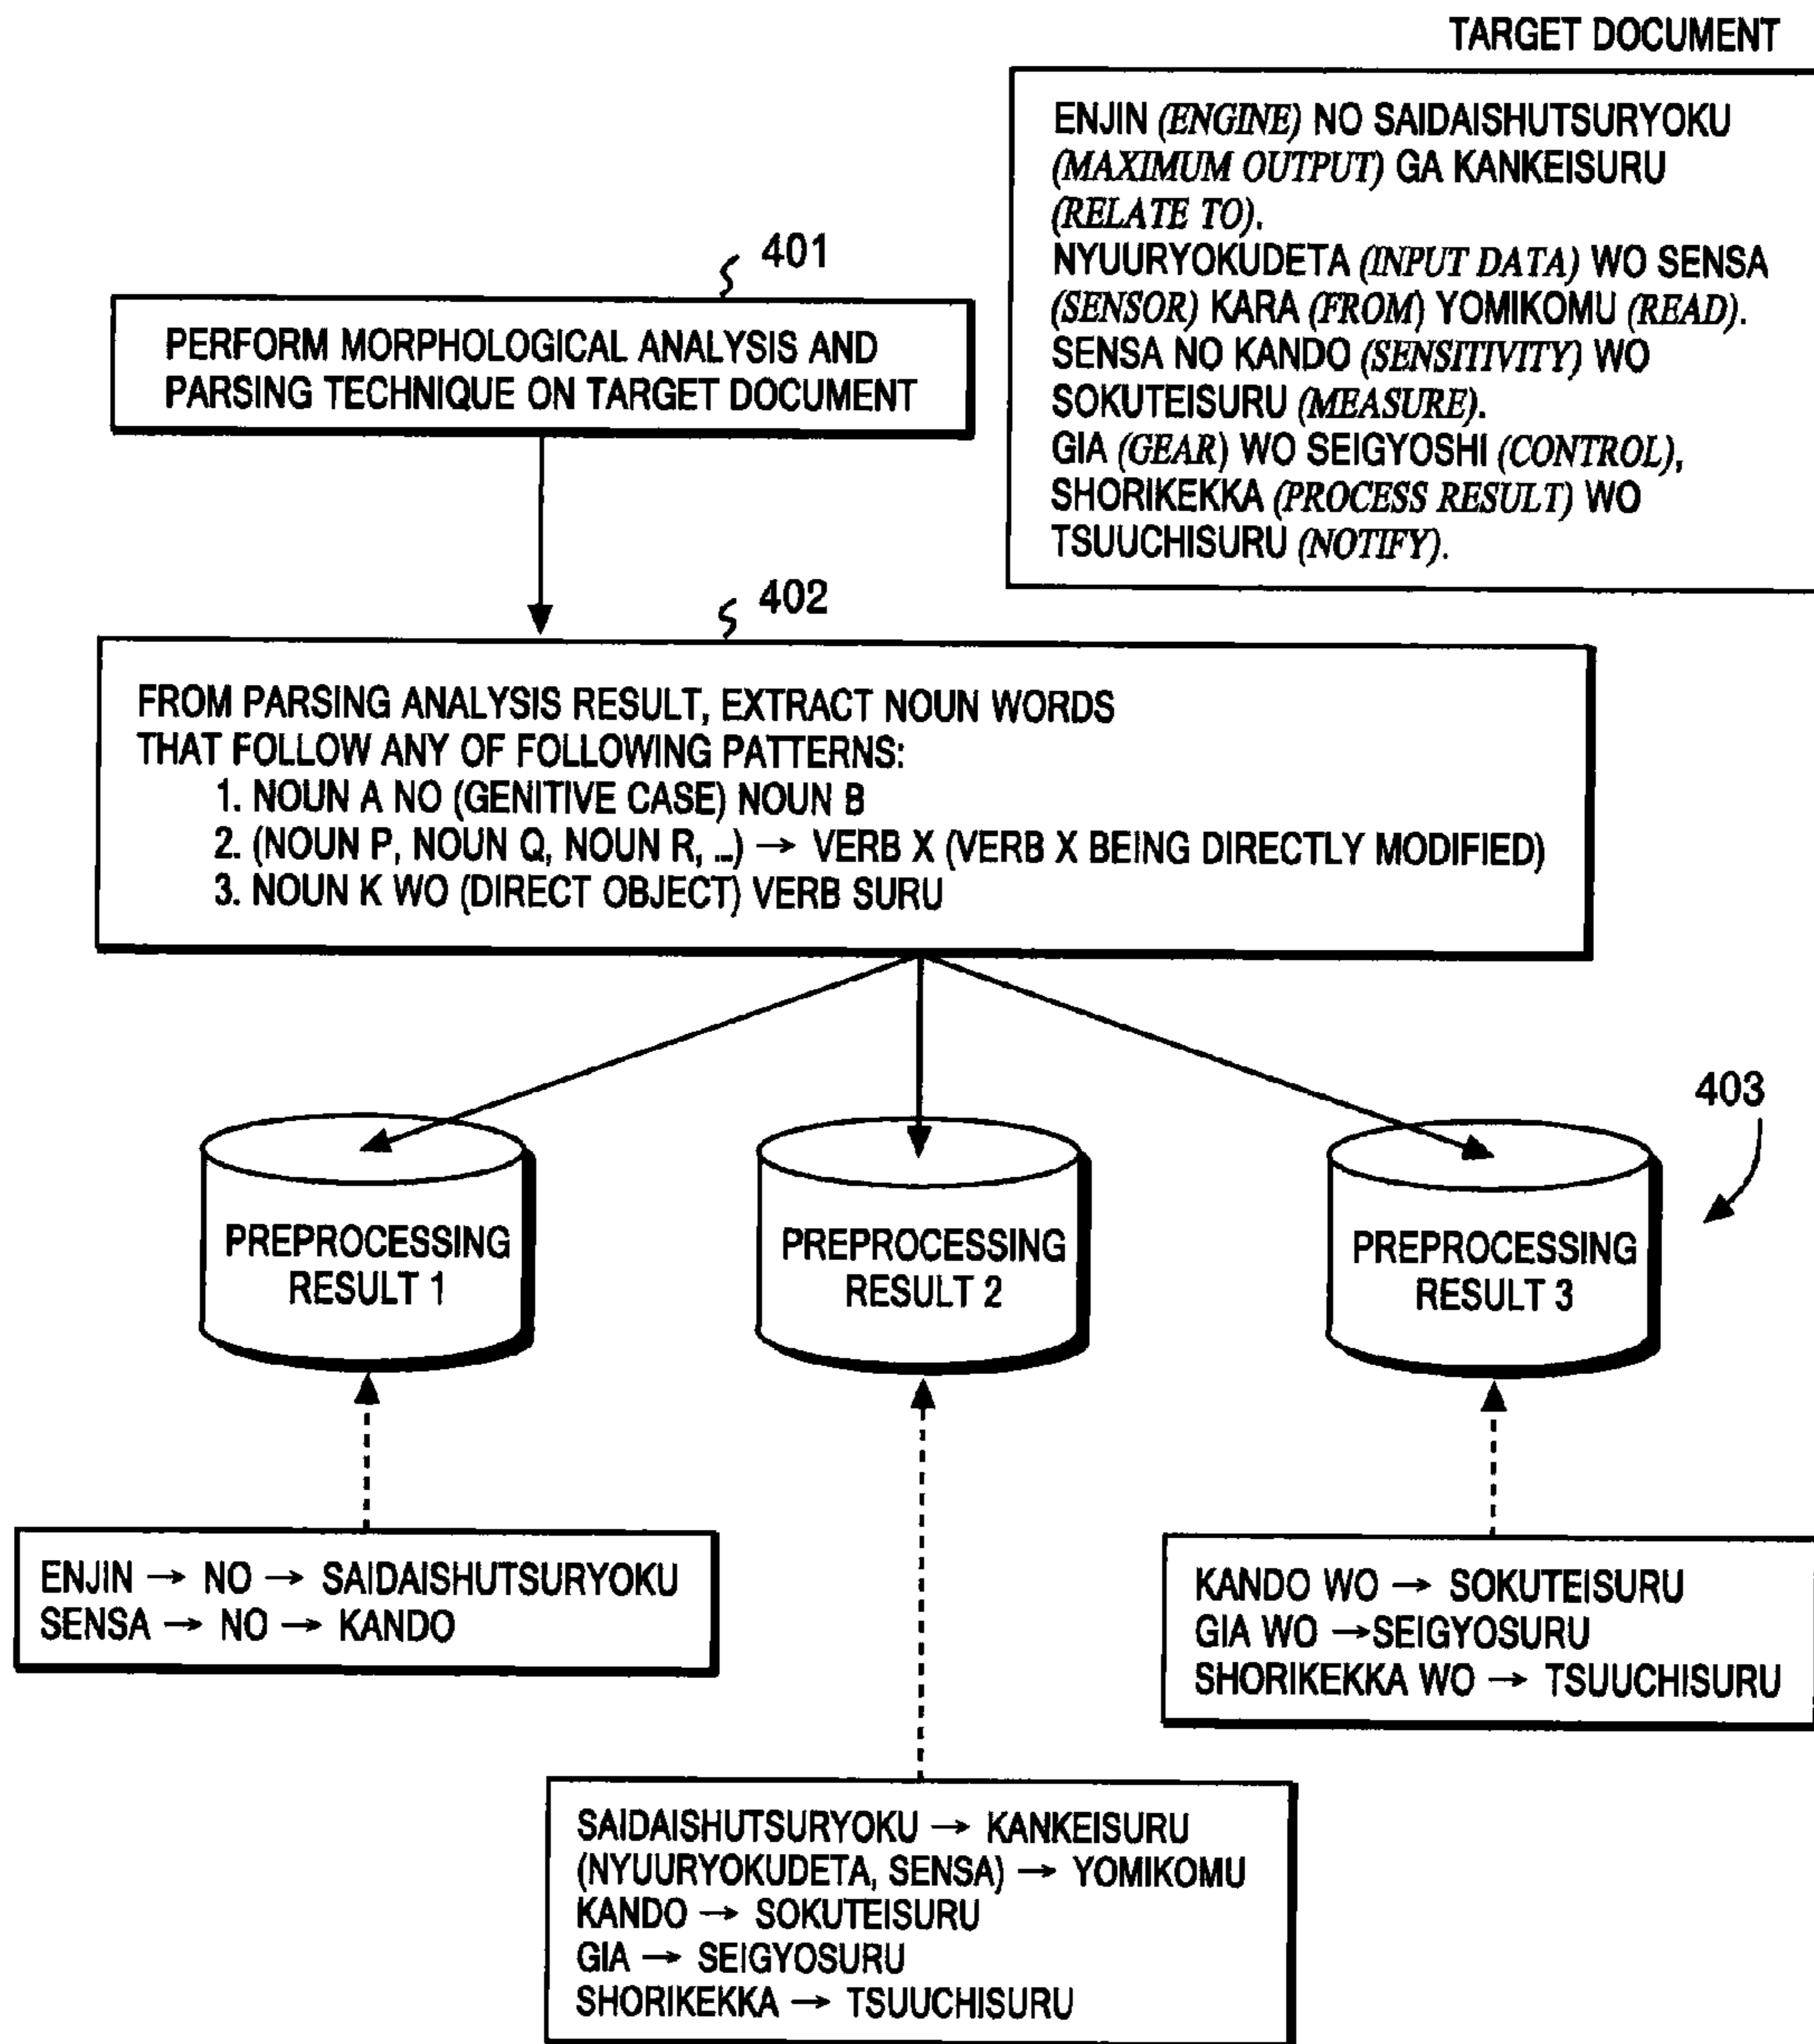 TARGET DOCUMENT
ENJIN (ENGINE) NO SAIDAISHUTSURYOKU
(MAXIMUM OUTPUT) GA KANKEISURU
(RELATE TO).
NYUURYOKUDETA (INPUT DATA) WO SENSA
(SENSOR) KARA (FROM) YOMIKOMU (READ).
SENSA NO KANDO (SENSITIVITY) WO
SOKUTEISURU (MEASURE).
GIA (GEAR) WO SEIGYOSHI (CONTROL),
SHORIKEKKA (PROCESS RESULT) WO
TSUUCHISURU (NOTIFY).
401
PERFORM MORPHOLOGICAL ANALYSIS AND
PARSING TECHNIQUE ON TARGET DOCUMENT
402
FROM PARSING ANALYSIS RESULT, EXTRACT NOUN WORDS
THAT FOLLOW ANY OF FOLLOWING PATTERNS:
1. NOUN A NO (GENITIVE CASE) NOUN B
2. (NOUN P, NOUN Q, NOUN R, ...) → VERB X (VERB X BEING DIRECTLY MODIFIED)
3. NOUN K WO (DIRECT OBJECT) VERB SURU
403
PREPROCESSING
RESULT 1
PREPROCESSING
RESULT 2
PREPROCESSING
RESULT 3
ENJIN → NO → SAIDAISHUTSURYOKU
SENSA → NO → KANDO
KANDO WO → SOKUTEISURU
GIA WO →SEIGYOSURU
SHORIKEKKA WO → TSUUCHISURU
SAIDAISHUTSURYOKU → KANKEISURU
(NYUURYOKUDETA, SENSA) → YOMIKOMU
KANDO → SOKUTEISURU
GIA → SEIGYOSURU
SHORIKEKKA → TSUUCHISURU